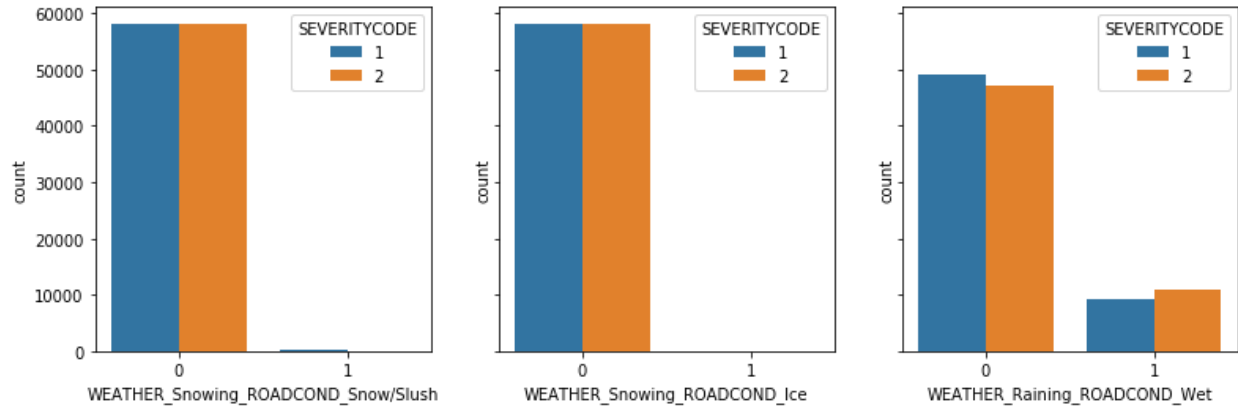 60000
50000
40000
30000
20000
10000
0
count
SEVERITYCODE
1
2
0 1
WEATHER_Snowing_ROADCOND_Snow/Slush
count
SEVERITYCODE
1
2
0 1
WEATHER_Snowing_ROADCOND_Ice
count
SEVERITYCODE
1
2
0 1
WEATHER_Raining_ROADCOND_Wet